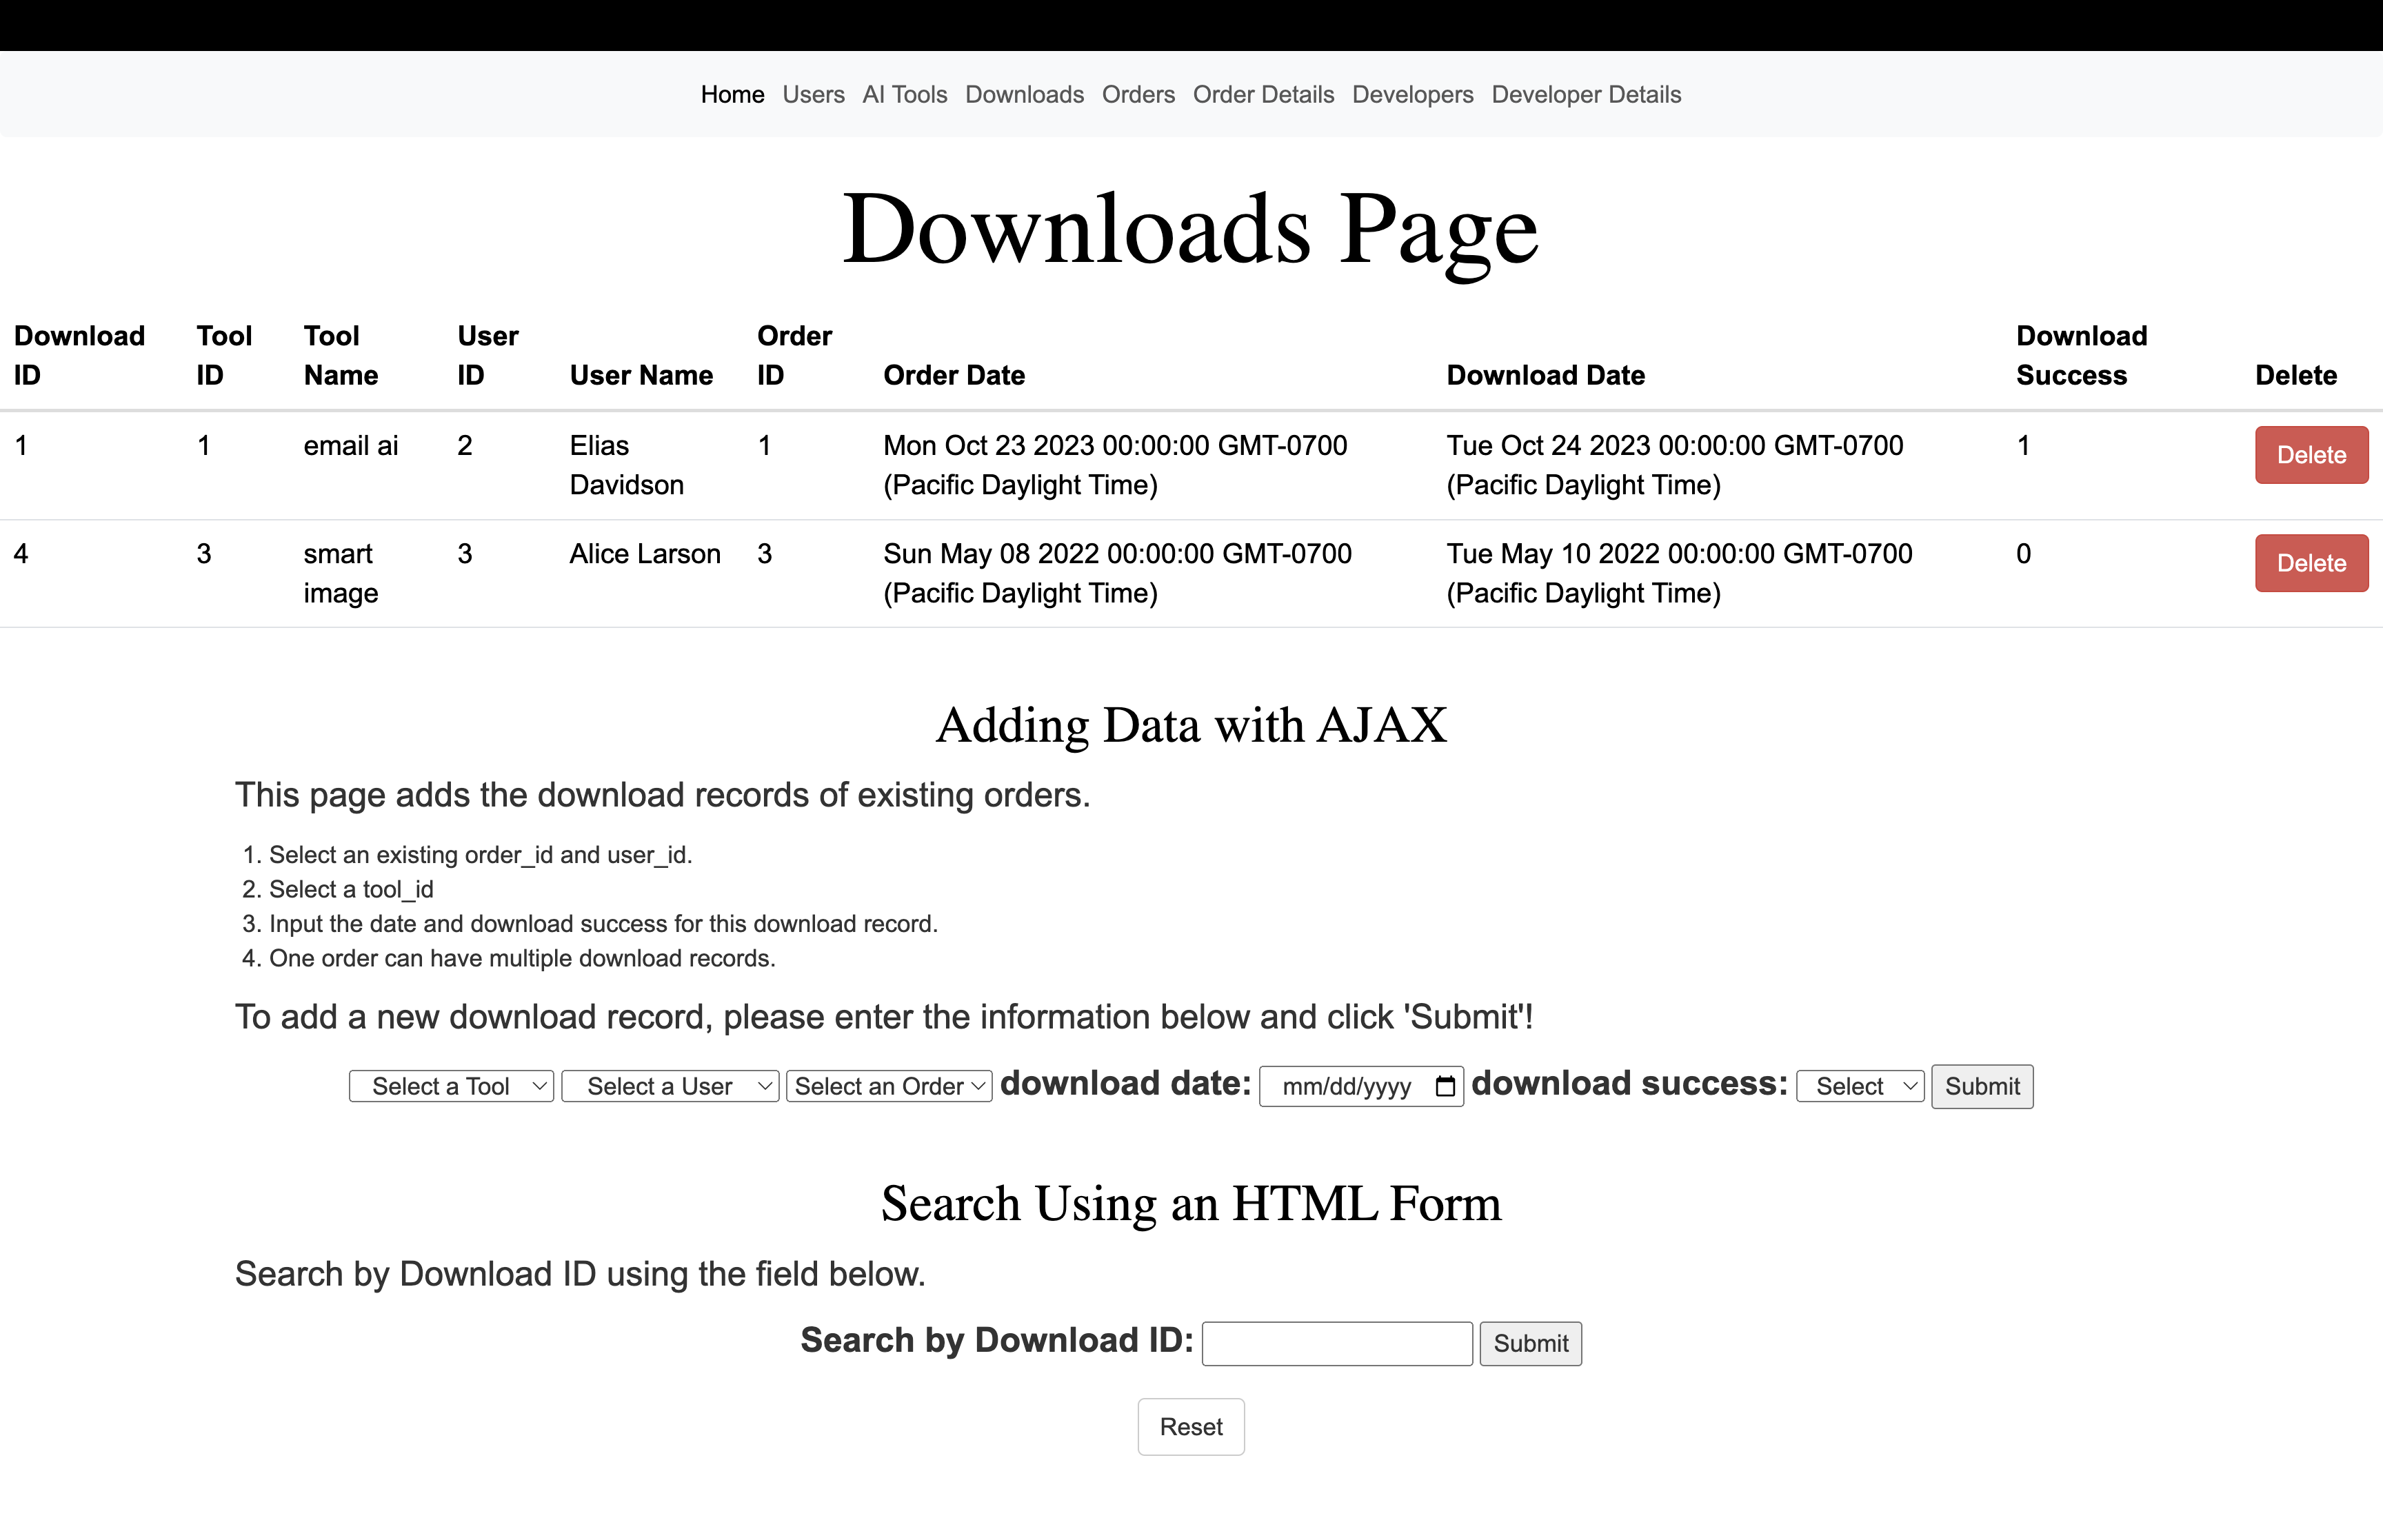 Home Users AI Tools Downloads Orders Order Details Developers Developer Details
Downloads Page
Download ID Tool ID Tool Name User ID User Name Order ID Order Date Download Date Download Success Delete
1 1 email ai 2 Elias Davidson 1 Mon Oct 23 2023 00:00:00 GMT-0700 (Pacific Daylight Time) Tue Oct 24 2023 00:00:00 GMT-0700 (Pacific Daylight Time) 1 Delete
4 3 smart image 3 Alice Larson 3 Sun May 08 2022 00:00:00 GMT-0700 (Pacific Daylight Time) Tue May 10 2022 00:00:00 GMT-0700 (Pacific Daylight Time) 0 Delete
Adding Data with AJAX
This page adds the download records of existing orders.
1. Select an existing order_id and user_id.
2. Select a tool_id
3. Input the date and download success for this download record.
4. One order can have multiple download records.
To add a new download record, please enter the information below and click 'Submit'!
Select a Tool Select a User Select an Order download date: mm/dd/yyyy download success: Select Submit
Search Using an HTML Form
Search by Download ID using the field below.
Search by Download ID: Submit
Reset